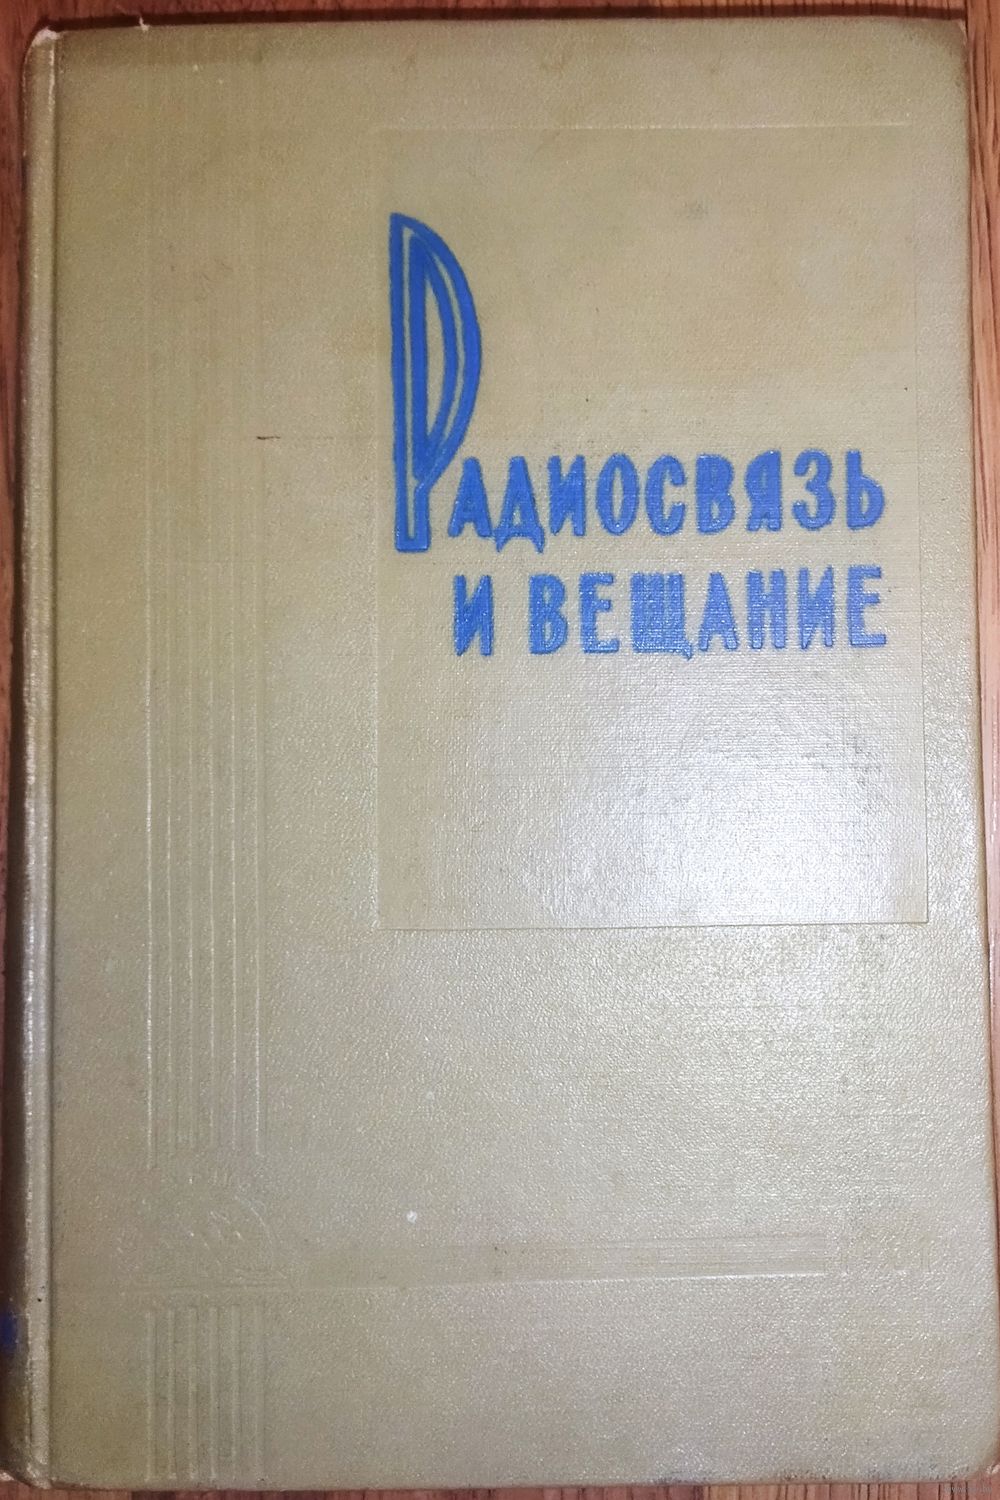 Радиосвязь
и вещание